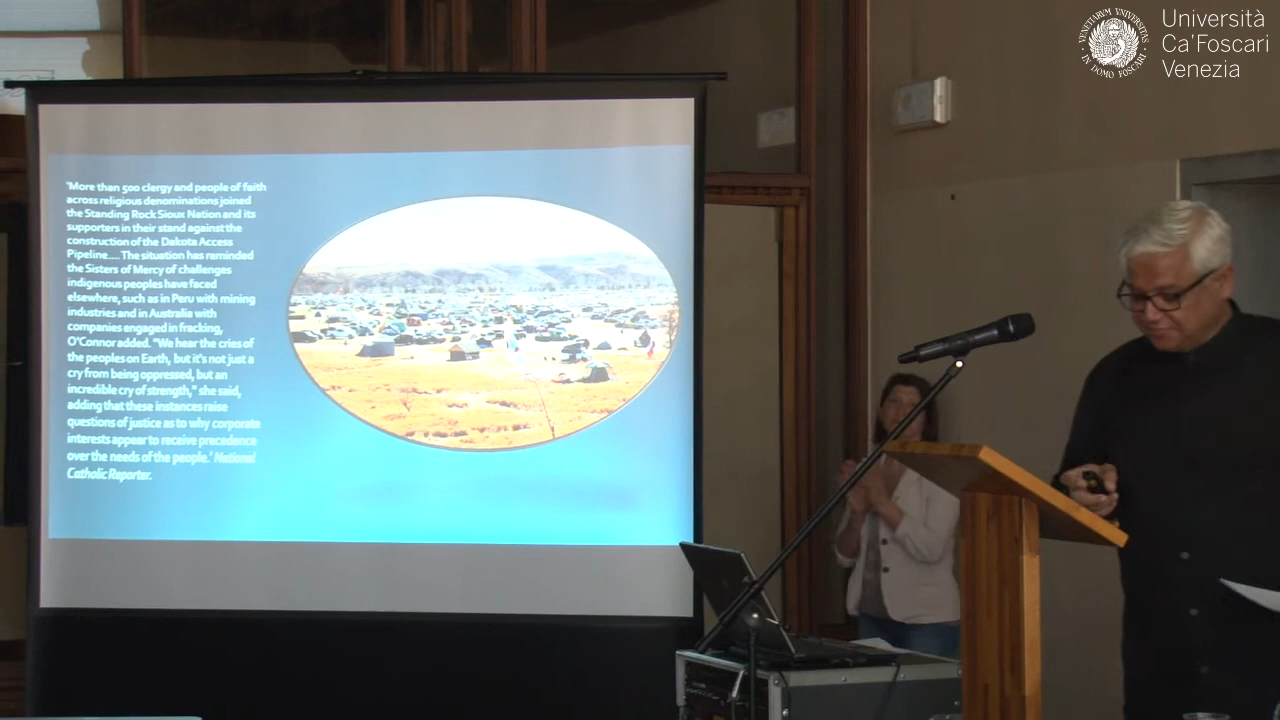 Università
Ca'Foscari
Venezia
VENETIARVM VNIVERSITAS
IN DOMO FOSCARI
"More than 500 clergy and people of faith
across religious denominations joined
the Standing Rock Sioux Nation and its
supporters in their stand against the
construction of the Dakota Access
Pipeline.... The situation has reminded
the Sisters of Mercy of challenges
indigenous peoples have faced
elsewhere, such as in Peru with mining
industries and in Australia with
companies engaged in fracking,
O'Connor added. "We hear the cries of
the peoples on Earth, but it's not just a
cry from being oppressed, but an
incredible cry of strength," she said,
adding that these instances raise
questions of justice as to why corporate
interests appear to receive precedence
over the needs of the people.' National
Catholic Reporter.